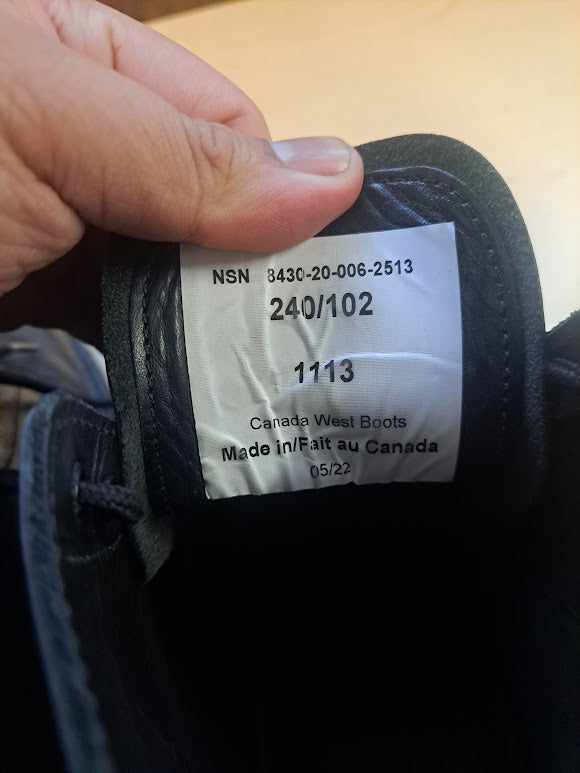 NSN 8430-20-006-2513
240/102
1113
Canada West Boots
Made in/Fait au Canada
05/22